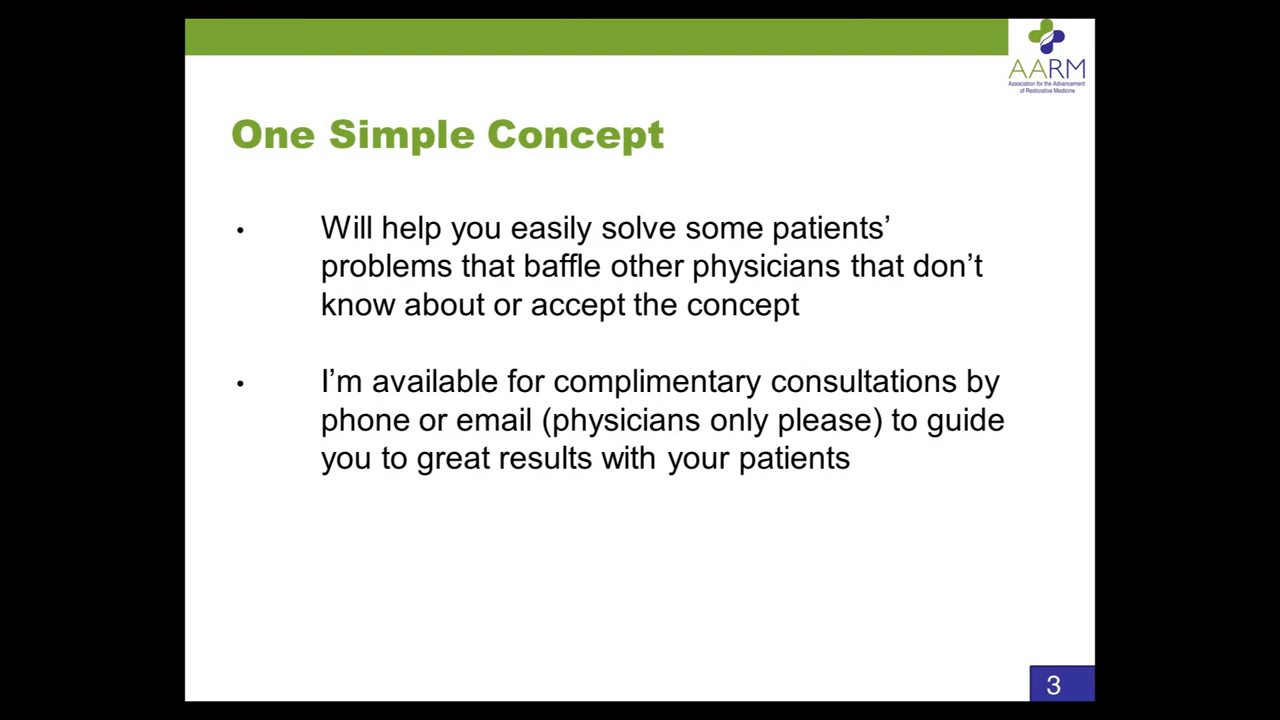 AARM
Association for the Advancement
of Restorative Medicine
One Simple Concept
• Will help you easily solve some patients’
problems that baffle other physicians that don’t
know about or accept the concept
• I’m available for complimentary consultations by
phone or email (physicians only please) to guide
you to great results with your patients
3